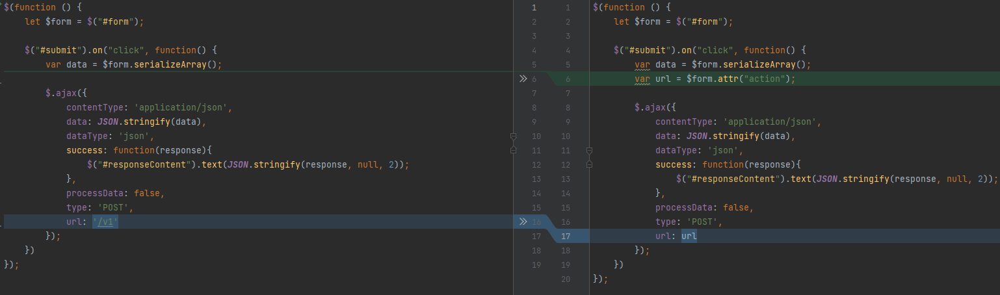 $(function () {
    let $form = $("#form");

    $("#submit").on("click", function() {
        var data = $form.serializeArray();

        $.ajax({
            contentType: 'application/json',
            data: JSON.stringify(data),
            dataType: 'json',
            success: function(response){
                $("#responseContent").text(JSON.stringify(response, null, 2));
            },
            processData: false,
            type: 'POST',
            url: '/v1'
        });
    })
});
1
2
3
4
5
6
7
8
9
10
11
12
13
14
15
16
17
18
19
1
2
3
4
5
6
7
8
9
10
11
12
13
14
15
16
17
18
19
20
$(function () {
    let $form = $("#form");

    $("#submit").on("click", function() {
        var data = $form.serializeArray();
        var url = $form.attr("action");

        $.ajax({
            contentType: 'application/json',
            data: JSON.stringify(data),
            dataType: 'json',
            success: function(response){
                $("#responseContent").text(JSON.stringify(response, null, 2));
            },
            processData: false,
            type: 'POST',
            url: url
        });
    })
});